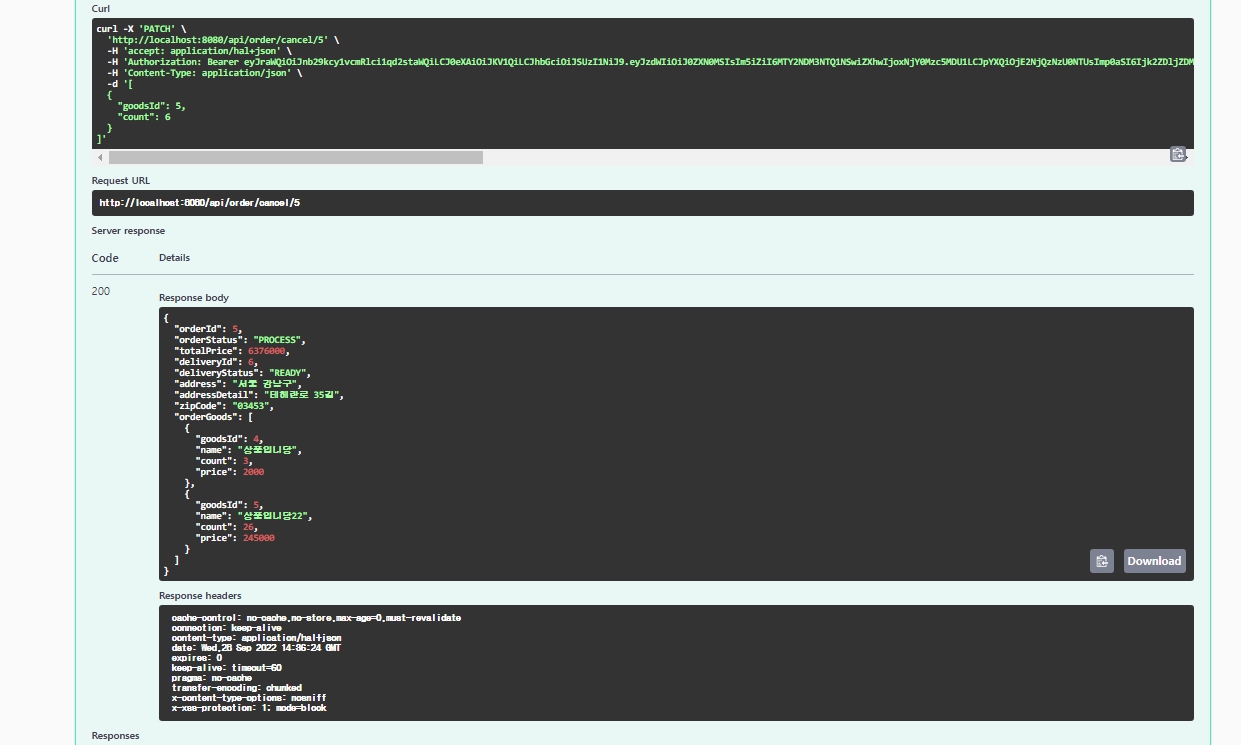 Curl
curl -X 'PATCH' \
'http://localhost:8080/api/order/cancel/5' \
-H 'accept: application/hal+json' \
-H 'Authorization: Bearer
-H 'Content-Type: application/json' \
-d '[
{
"goodsId": 5,
"count": 6
}
]'
Request URL
http://localhost:8080/api/order/cancel/5
Server response
Code Details
200
Response body
{
"orderId": 5,
"orderStatus": "PROCESS",
"totalPrice": 6376000,
"deliveryId": 6,
"deliveryStatus": "READY",
"address": "서울 강남구",
"addressDetail": "테헤란로 35길",
"zipCode": "03453",
"orderGoods": [
{
"goodsId": 4,
"name": "상품입니당",
"count": 3,
"price": 2000
},
{
"goodsId": 5,
"name": "상품입니당22",
"count": 26,
"price": 245000
}
]
}
Download
Response headers
cache-control: no-cache,no-store,max-age=0,must-revalidate
connection: keep-alive
content-type: application/hal+json
date: Wed,28 Sep 2022 14:36:24 GMT
expires: 0
keep-alive: timeout=60
pragma: no-cache
transfer-encoding: chunked
x-content-type-options: nosniff
x-xss-protection: 1; mode=block
Responses